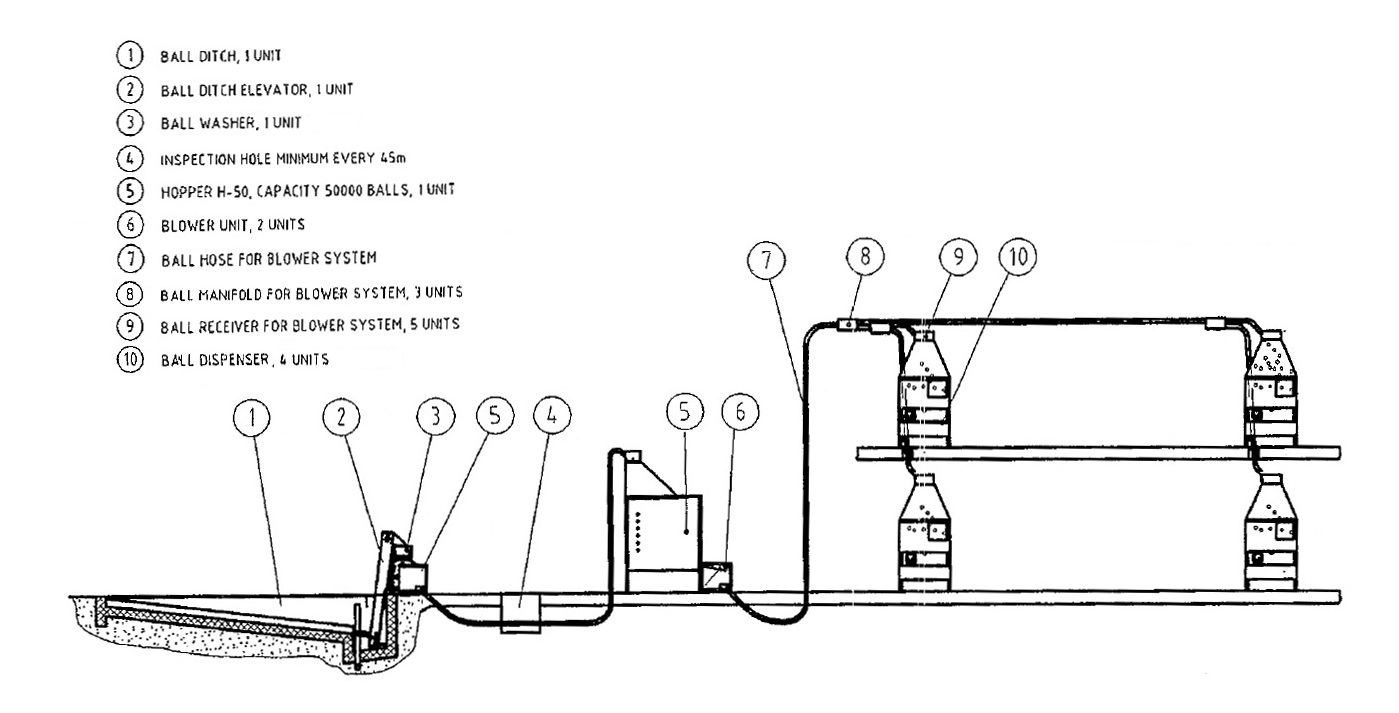 1 BALL DITCH, 1 UNIT
2 BALL DITCH ELEVATOR, 1 UNIT
3 BALL WASHER, 1 UNIT
4 INSPECTION HOLE MINIMUM EVERY 45m
5 HOPPER H-50, CAPACITY 50000 BALLS, 1 UNIT
6 BLOWER UNIT, 2 UNITS
7 BALL HOSE FOR BLOWER SYSTEM
8 BALL MANIFOLD FOR BLOWER SYSTEM, 3 UNITS
9 BALL RECEIVER FOR BLOWER SYSTEM, 5 UNITS
10 BALL DISPENSER, 4 UNITS
7 8 9 10
1 2 3 5 4 5 6